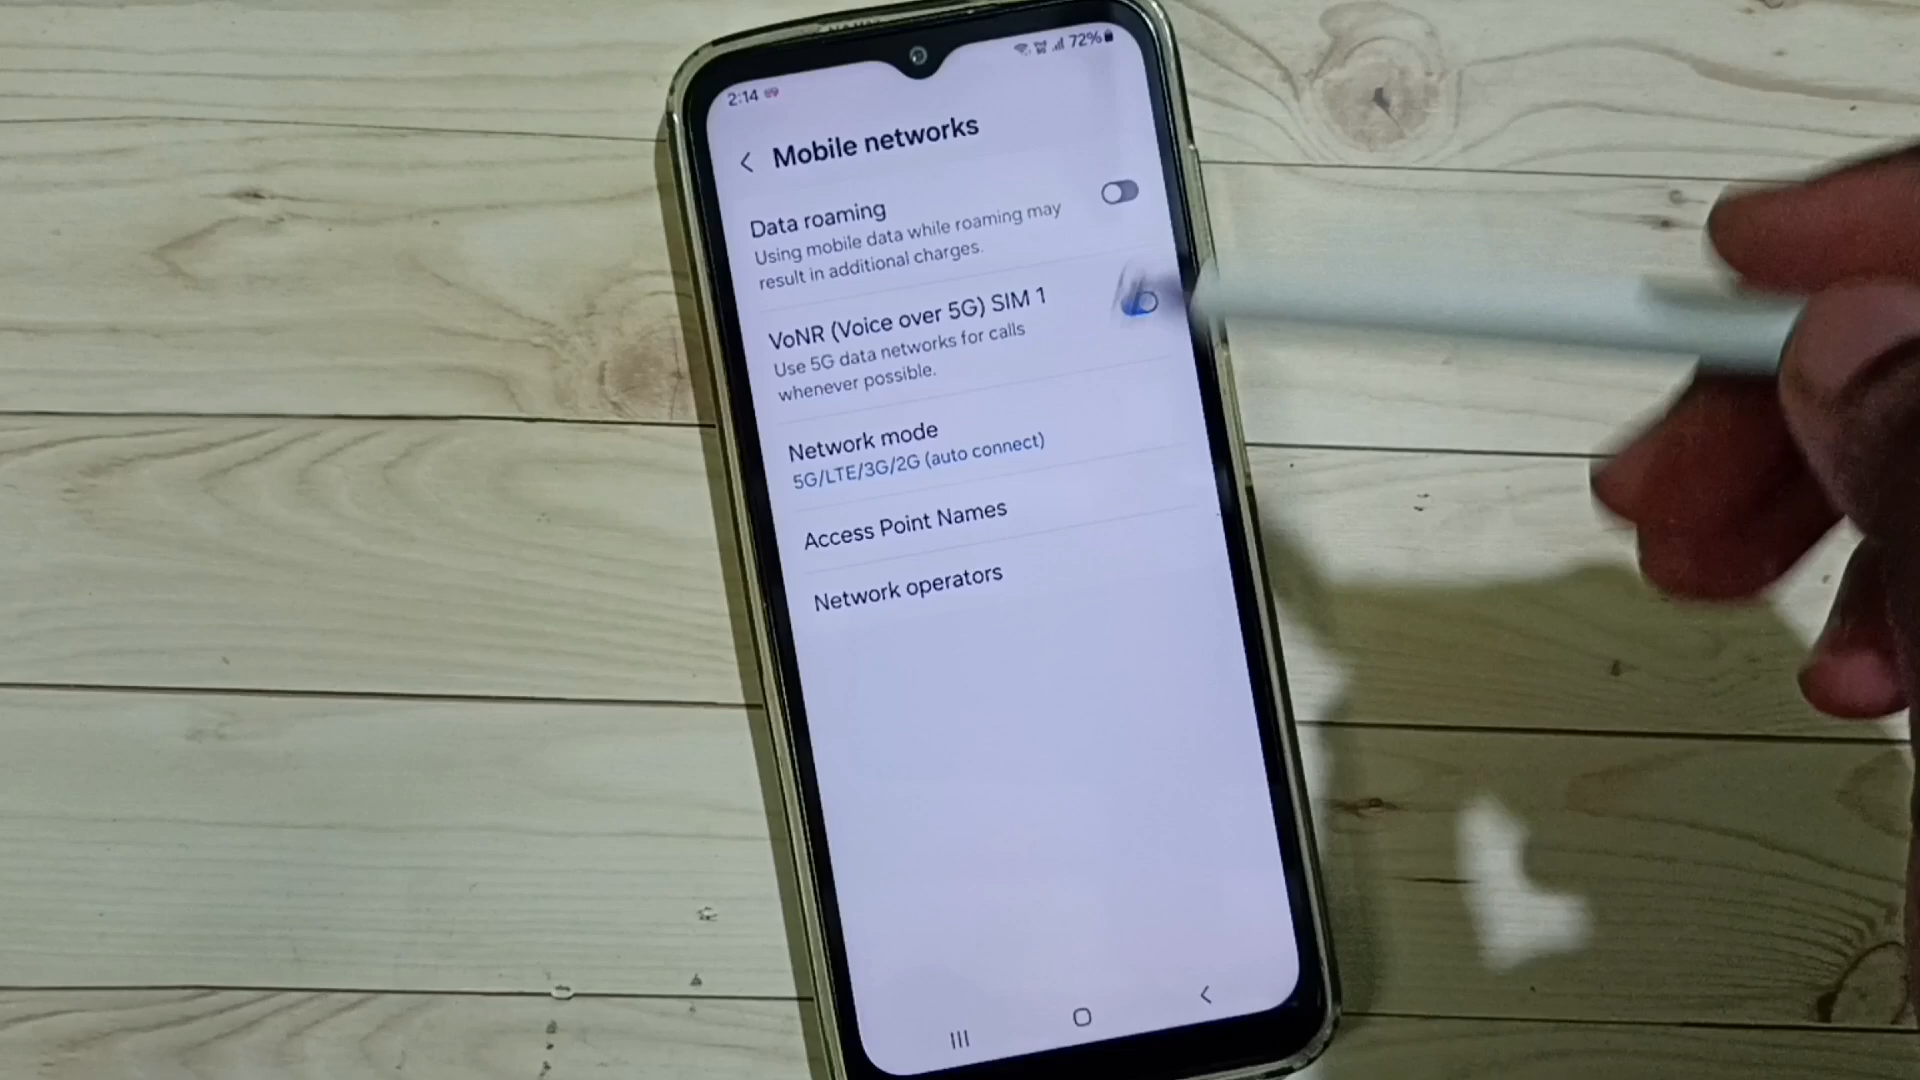 2:14
72%
Mobile networks
Data roaming
Using mobile data while roaming may
result in additional charges.
VoNR (Voice over 5G) SIM 1
Use 5G data networks for calls
whenever possible.
Network mode
5G/LTE/3G/2G (auto connect)
Access Point Names
Network operators